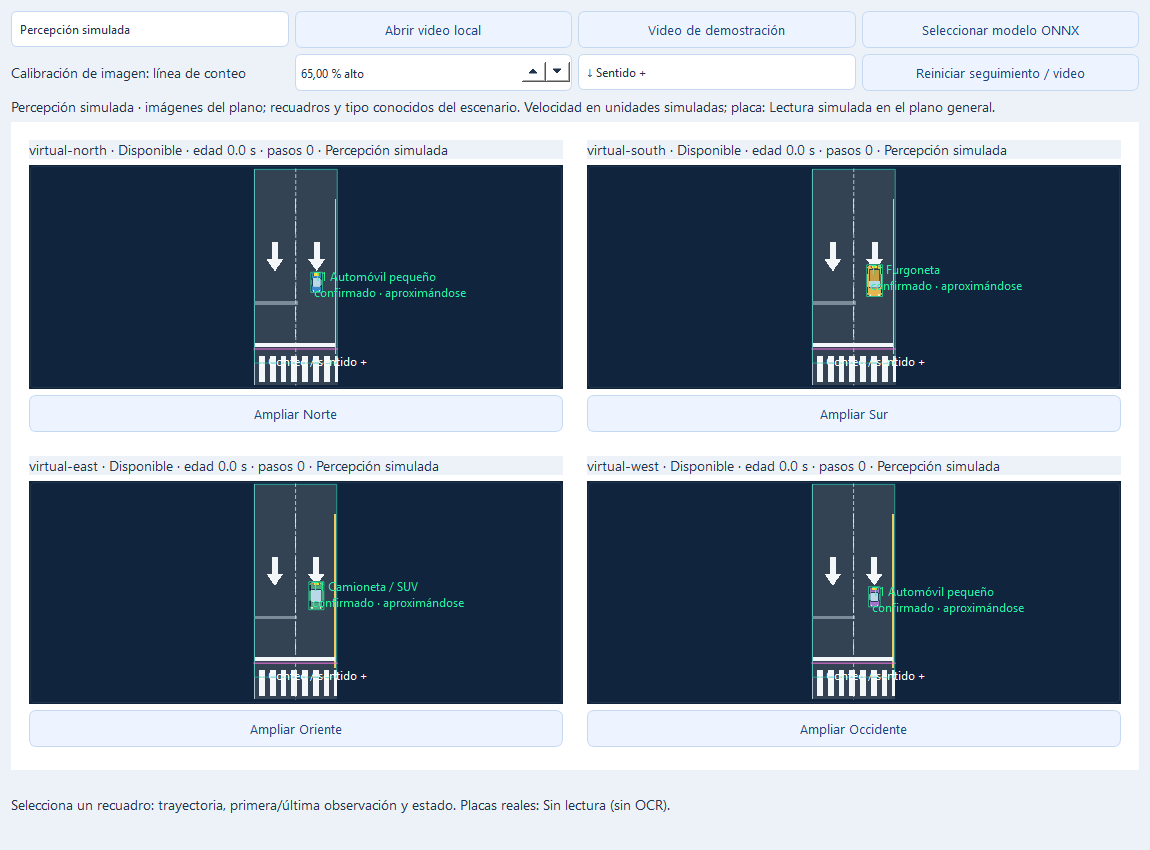 Percepción simulada
Abrir video local
Video de demostración
Seleccionar modelo ONNX
Calibración de imagen: línea de conteo
65,00 % alto
↓ Sentido +
Reiniciar seguimiento / video
Percepción simulada · imágenes del plano; recuadros y tipo conocidos del escenario. Velocidad en unidades simuladas; placa: Lectura simulada en el plano general.
virtual-north · Disponible · edad 0.0 s · pasos 0 · Percepción simulada
virtual-south · Disponible · edad 0.0 s · pasos 0 · Percepción simulada
Automóvil pequeño
confirmado · aproximándose
Conteo / sentido +
Furgoneta
confirmado · aproximándose
Conteo / sentido +
Ampliar Norte
Ampliar Sur
virtual-east · Disponible · edad 0.0 s · pasos 0 · Percepción simulada
virtual-west · Disponible · edad 0.0 s · pasos 0 · Percepción simulada
Camioneta / SUV
confirmado · aproximándose
Conteo / sentido +
Automóvil pequeño
confirmado · aproximándose
Conteo / sentido +
Ampliar Oriente
Ampliar Occidente
Selecciona un recuadro: trayectoria, primera/última observación y estado. Placas reales: Sin lectura (sin OCR).